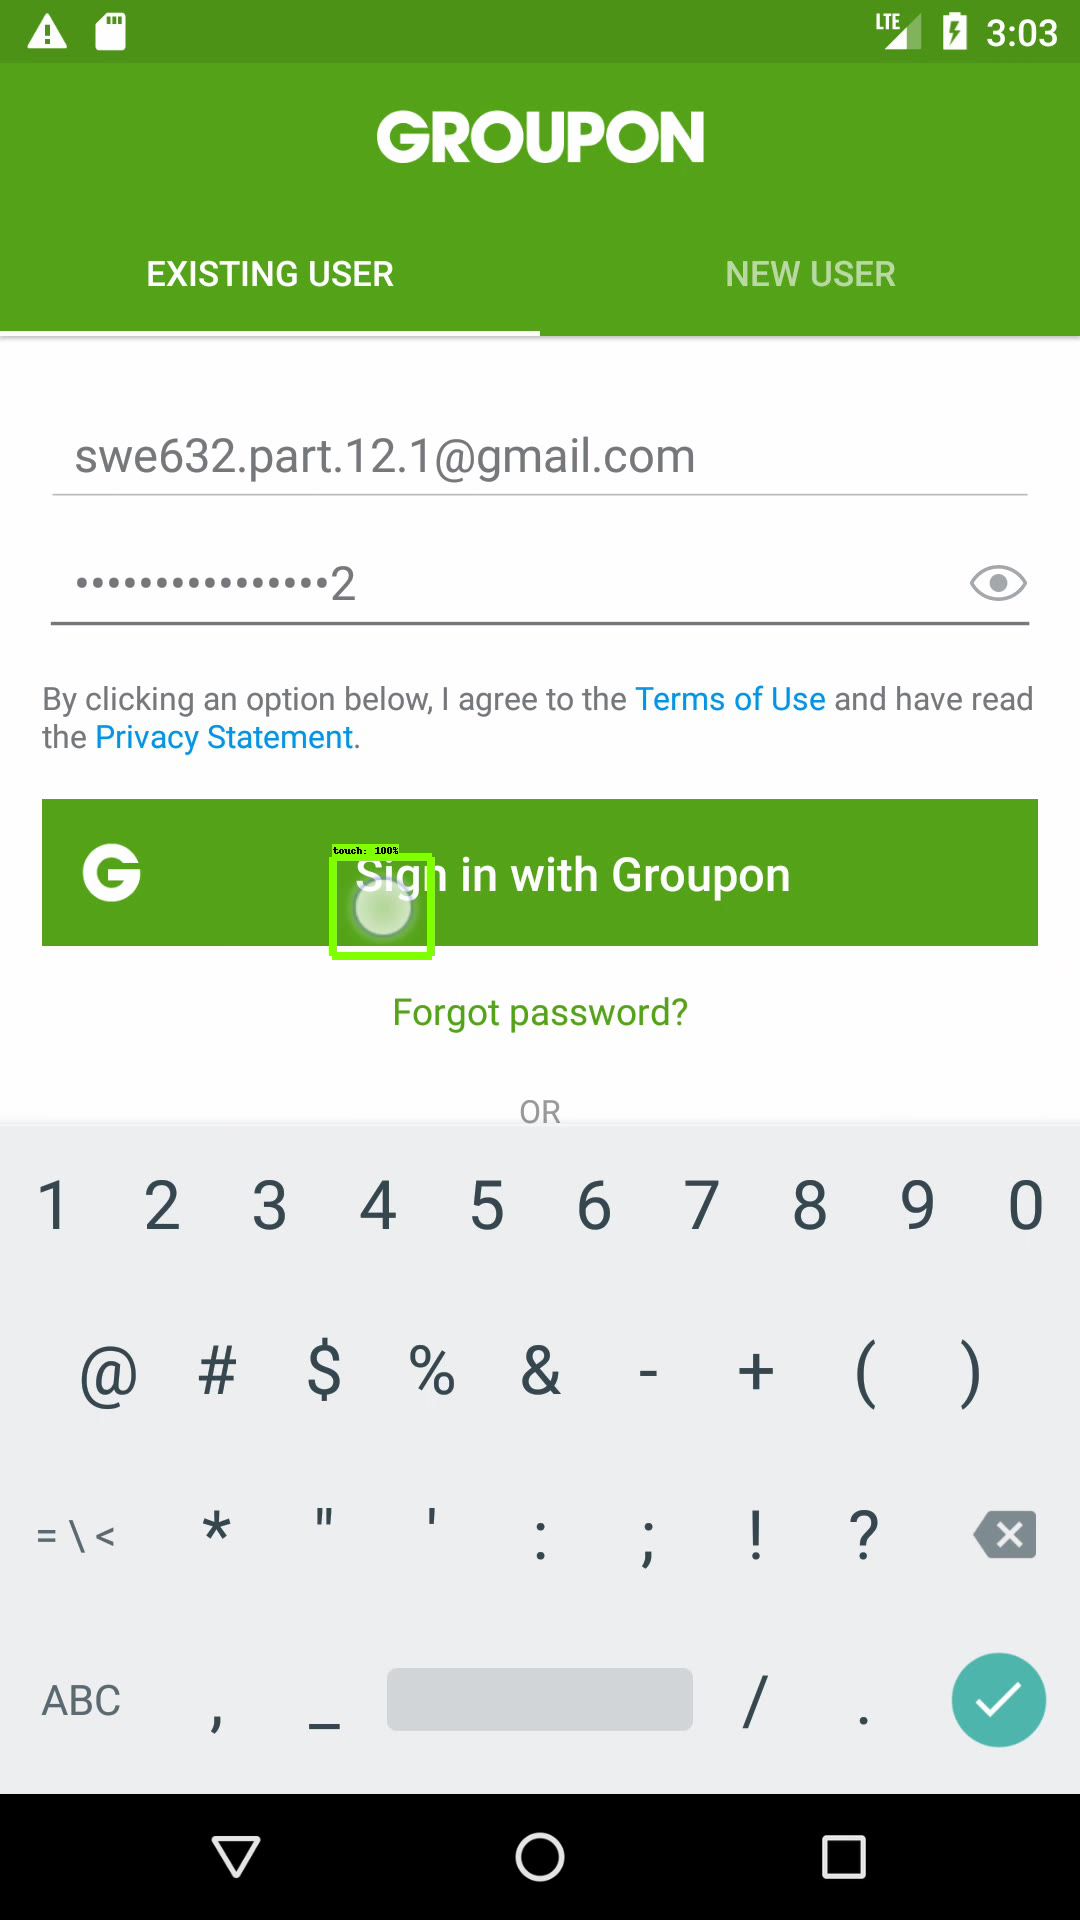 LTE 3:03
GROUPON
EXISTING USER NEW USER
swe632.part.12.1@gmail.com
••••••••••••••••2
By clicking an option below, I agree to the Terms of Use and have read
the Privacy Statement.
touch: 100%
G Sign in with Groupon
Forgot password?
OR
1 2 3 4 5 6 7 8 9 0
@ # $ % & - + ( )
= \ < * " ' : ; ! ?
ABC , _ / .